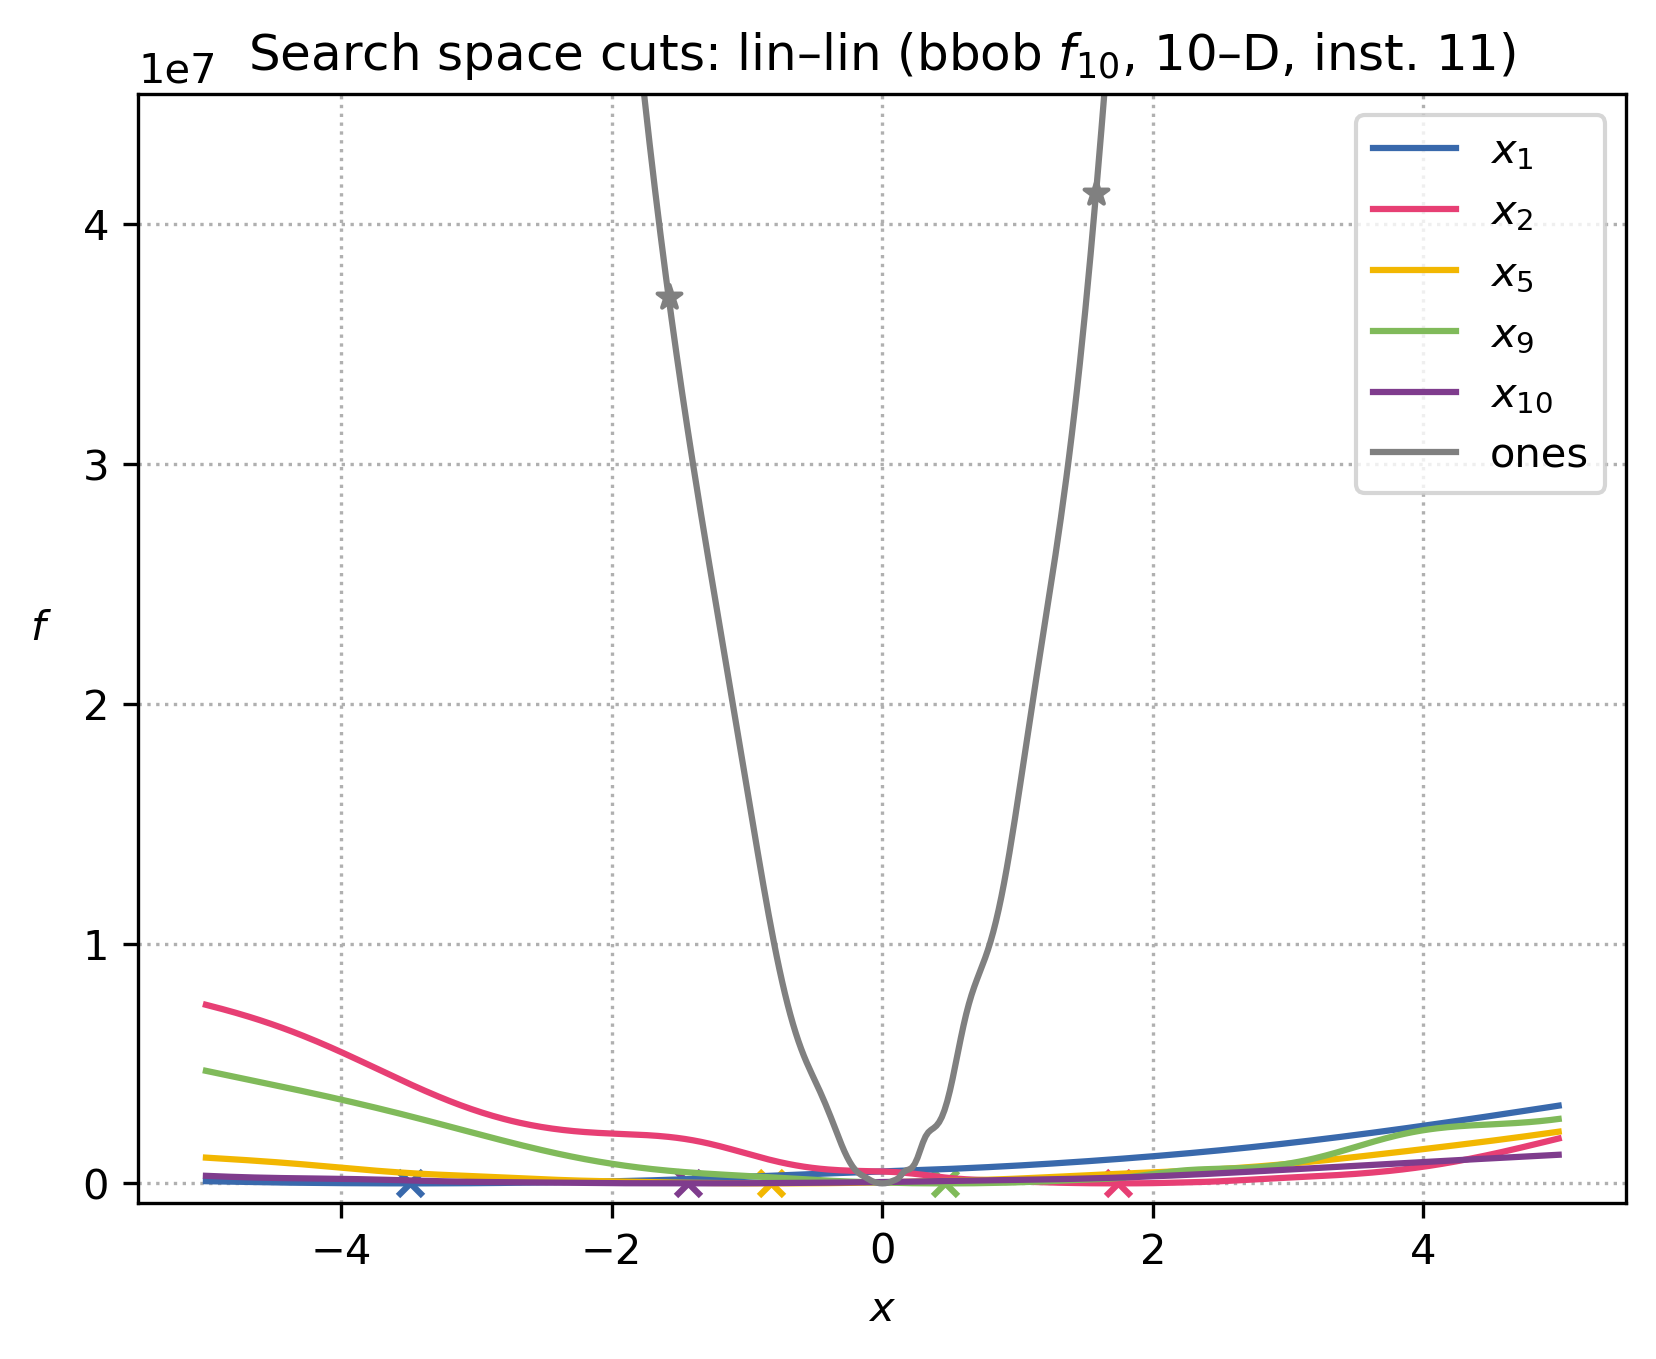 Search space cuts: lin–lin (bbob f₁₀, 10–D, inst. 11)
1e7
4
3
2
1
0
f
−4 −2 0 2 4
x
x₁
x₂
x₅
x₉
x₁₀
ones